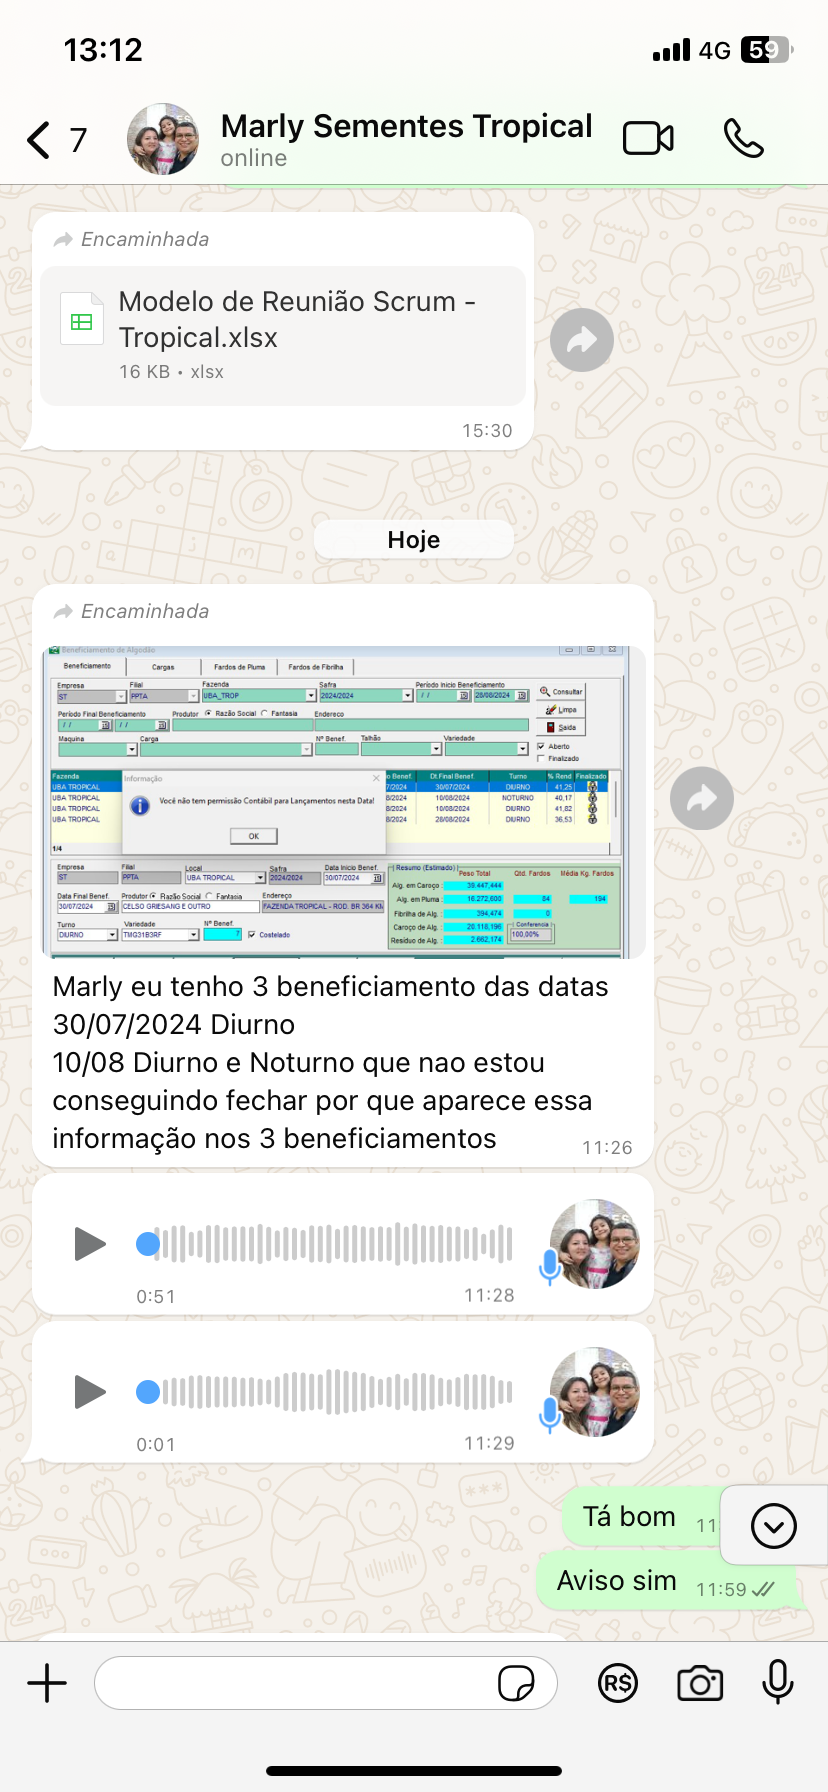 13:12
4G 59
7
Marly Sementes Tropical
online
Encaminhada
Modelo de Reunião Scrum -
Tropical.xlsx
16 KB • xlsx
15:30
Hoje
Encaminhada
Beneficiamento de Algodão
Beneficiamento Cargas Fardos de Pluma Fardos de Fibrilha
Empresa Filial Fazenda Safra Período Inicio Beneficiamento
ST PPTA UBA_TROP 2024/2024 / / 28/08/2024 Consultar
Período Final Beneficiamento Produtor Razão Social Fantasia Endereco Limpa
/ / / / Saida
Maquina Carga Nº Benef. Talhão Variedade Aberto
Finalizado
Fazenda Benef. Dt.Final Benef. Turno % Rend Finalizado
UBA TROPICAL 30/07/2024 DIURNO 41,25
UBA TROPICAL 10/08/2024 NOTURNO 40,17
UBA TROPICAL 10/08/2024 DIURNO 41,82
UBA TROPICAL 28/08/2024 DIURNO 36,53
Informação
Você não tem permissão Contábil para Lançamentos nesta Data!
OK
1/4
Empresa Filial Local Safra Data Inicio Benef.
ST PPTA UBA TROPICAL 2024/2024 30/07/2024
Data Final Benef. Produtor Razão Social Fantasia Endereço
30/07/2024 CELSO GRIESANG E OUTRO FAZENDA TROPICAL - ROD. BR 364 KM
Turno Variedade Nº Benef.
DIURNO TMG31B3RF 7 Costelado
Resumo (Estimado) Peso Total Qtd. Fardos Média Kg. Fardos
Alg. em Caroço : 39.447,444
Alg. em Pluma : 16.272,600 84 194
Fibrilha de Alg. : 394,474 0
Caroço de Alg. : 20.118,196 Conferencia
Resíduo de Alg. : 2.662,174 100,00%
Marly eu tenho 3 beneficiamento das datas
30/07/2024 Diurno
10/08 Diurno e Noturno que nao estou
conseguindo fechar por que aparece essa
informação nos 3 beneficiamentos
11:26
0:51 11:28
0:01 11:29
Tá bom
11:
Aviso sim 11:59
R$